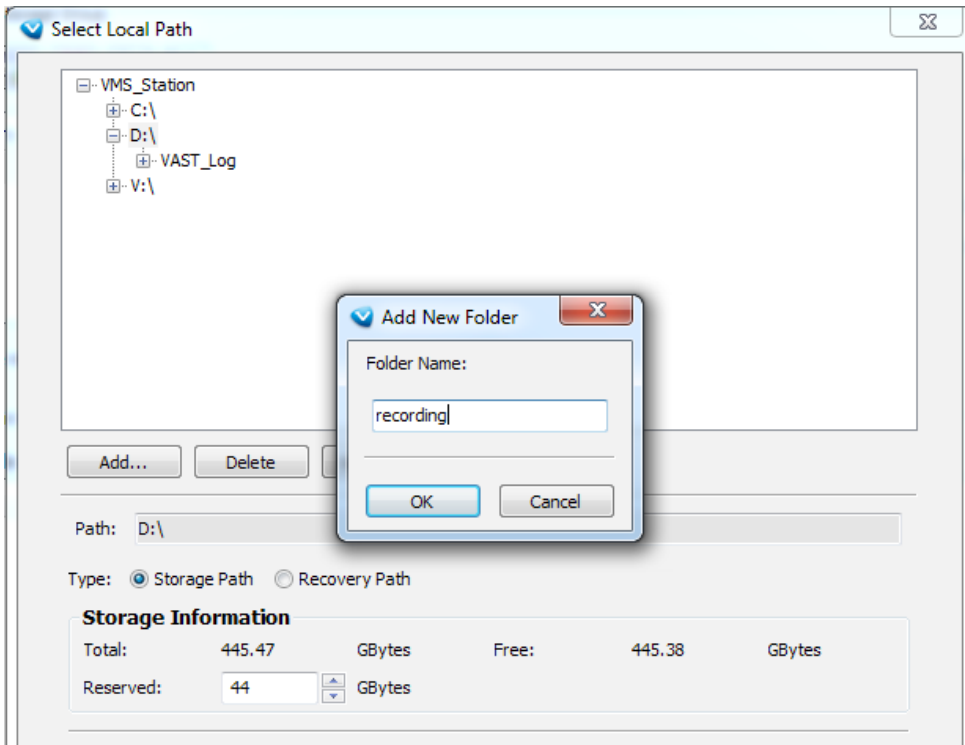 Select Local Path
VMS_Station
C:\
D:\
VAST_Log
V:\
Add New Folder
Folder Name:
recording
OK Cancel
Add... Delete
Path: D:\
Type: Storage Path Recovery Path
Storage Information
Total: 445.47 GBytes Free: 445.38 GBytes
Reserved: 44 GBytes